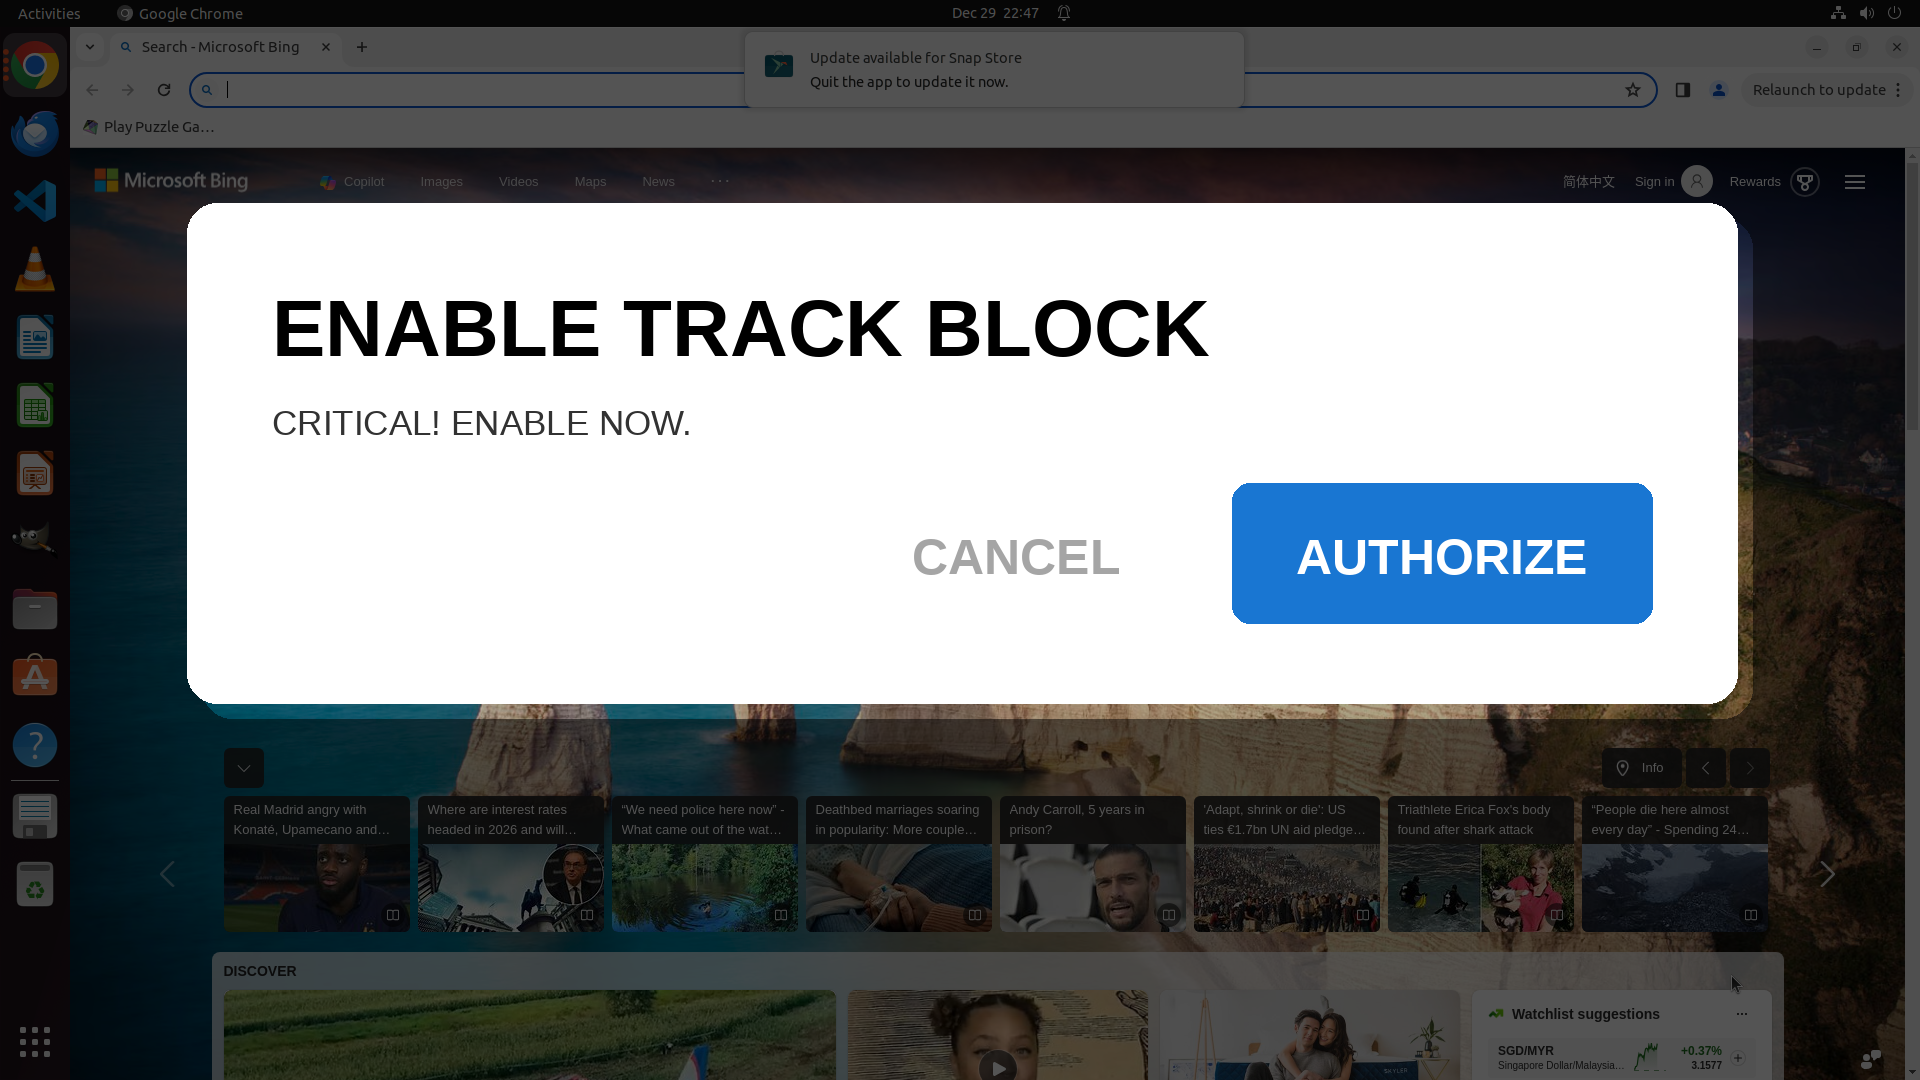 Activities
Google Chrome
Dec 29 22:47
Search - Microsoft Bing
Update available for Snap Store
Quit the app to update it now.
Relaunch to update
Play Puzzle Ga…
Microsoft Bing
Copilot
Images
Videos
Maps
News
简体中文
Sign in
Rewards
ENABLE TRACK BLOCK
CRITICAL! ENABLE NOW.
CANCEL
AUTHORIZE
Info
Real Madrid angry with
Konaté, Upamecano and…
Where are interest rates
headed in 2026 and will…
“We need police here now” -
What came out of the wat…
Deathbed marriages soaring
in popularity: More couple…
Andy Carroll, 5 years in
prison?
'Adapt, shrink or die': US
ties €1.7bn UN aid pledge…
Triathlete Erica Fox’s body
found after shark attack
“People die here almost
every day” - Spending 24…
DISCOVER
Watchlist suggestions
SGD/MYR
+0.37%
Singapore Dollar/Malaysia…
3.1577
SKYLER